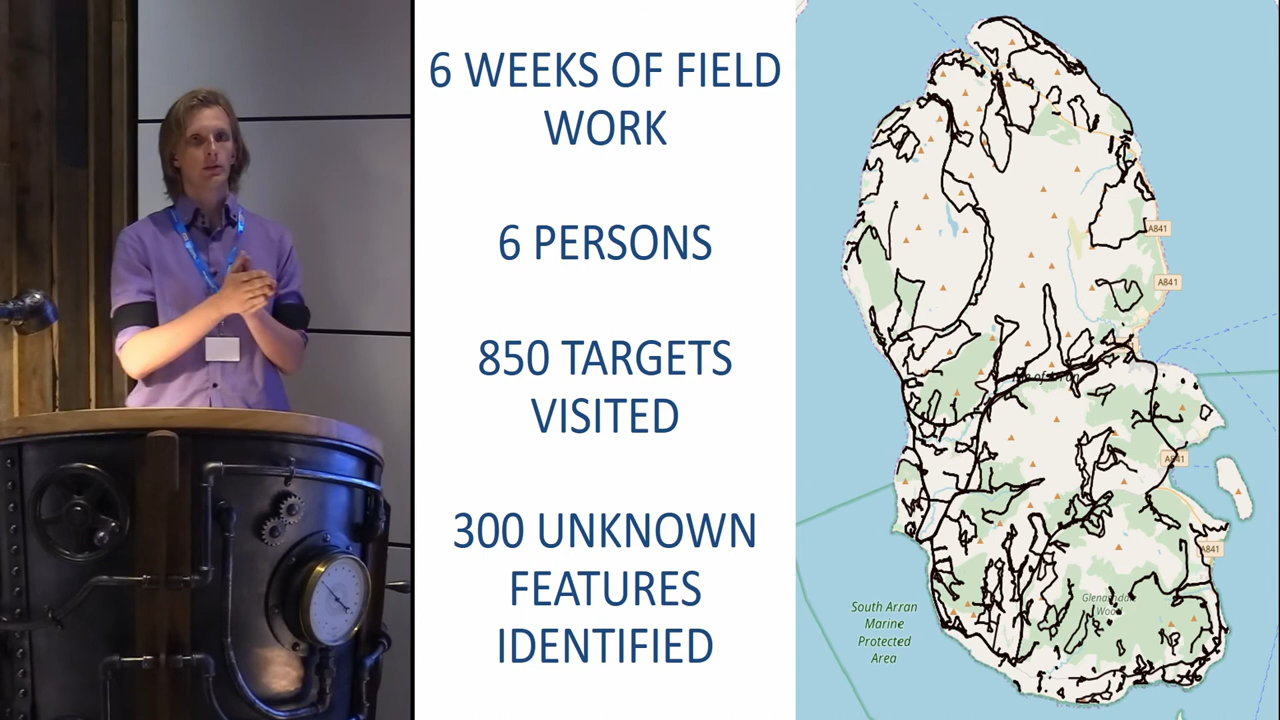 6 WEEKS OF FIELD
WORK
6 PERSONS
850 TARGETS
VISITED
300 UNKNOWN
FEATURES
IDENTIFIED
A841
A841
A841
A841
South Arran
Marine
Protected
Area